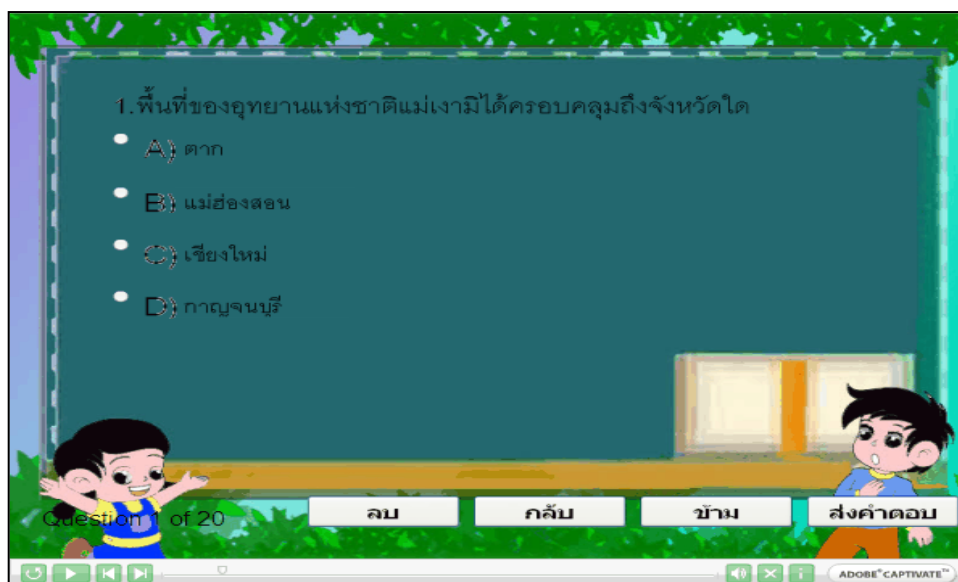 1.พื้นที่ของอุทยานแห่งชาติแม่เงามิได้ครอบคลุมถึงจังหวัดใด
A) ตาก
B) แม่ฮ่องสอน
C) เชียงใหม่
D) กาญจนบุรี
Question 1 of 20
ลบ
กลับ
ข้าม
ส่งคำตอบ
ADOBE® CAPTIVATE™